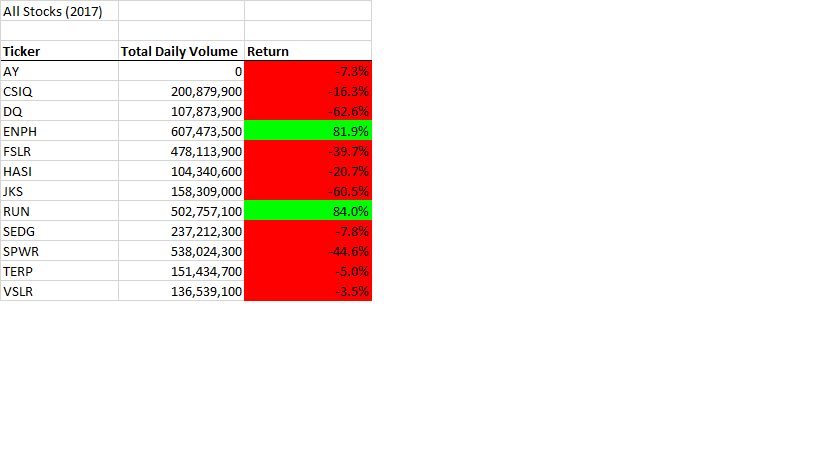 All Stocks (2017)
Ticker Total Daily Volume Return
AY 0 -7.3%
CSIQ 200,879,900 -16.3%
DQ 107,873,900 -62.6%
ENPH 607,473,500 81.9%
FSLR 478,113,900 -39.7%
HASI 104,340,600 -20.7%
JKS 158,309,000 -60.5%
RUN 502,757,100 84.0%
SEDG 237,212,300 -7.8%
SPWR 538,024,300 -44.6%
TERP 151,434,700 -5.0%
VSLR 136,539,100 -3.5%